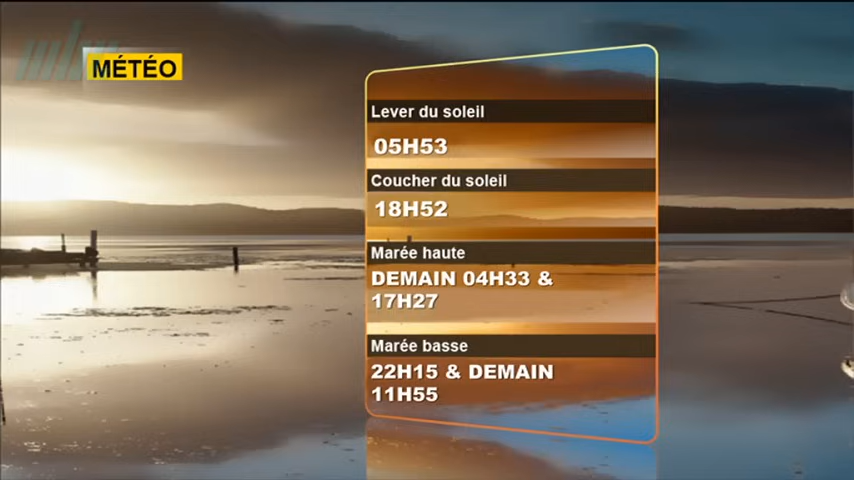 MÉTÉO
Lever du soleil
05H53
Coucher du soleil
18H52
Marée haute
DEMAIN 04H33 &
17H27
Marée basse
22H15 & DEMAIN
11H55